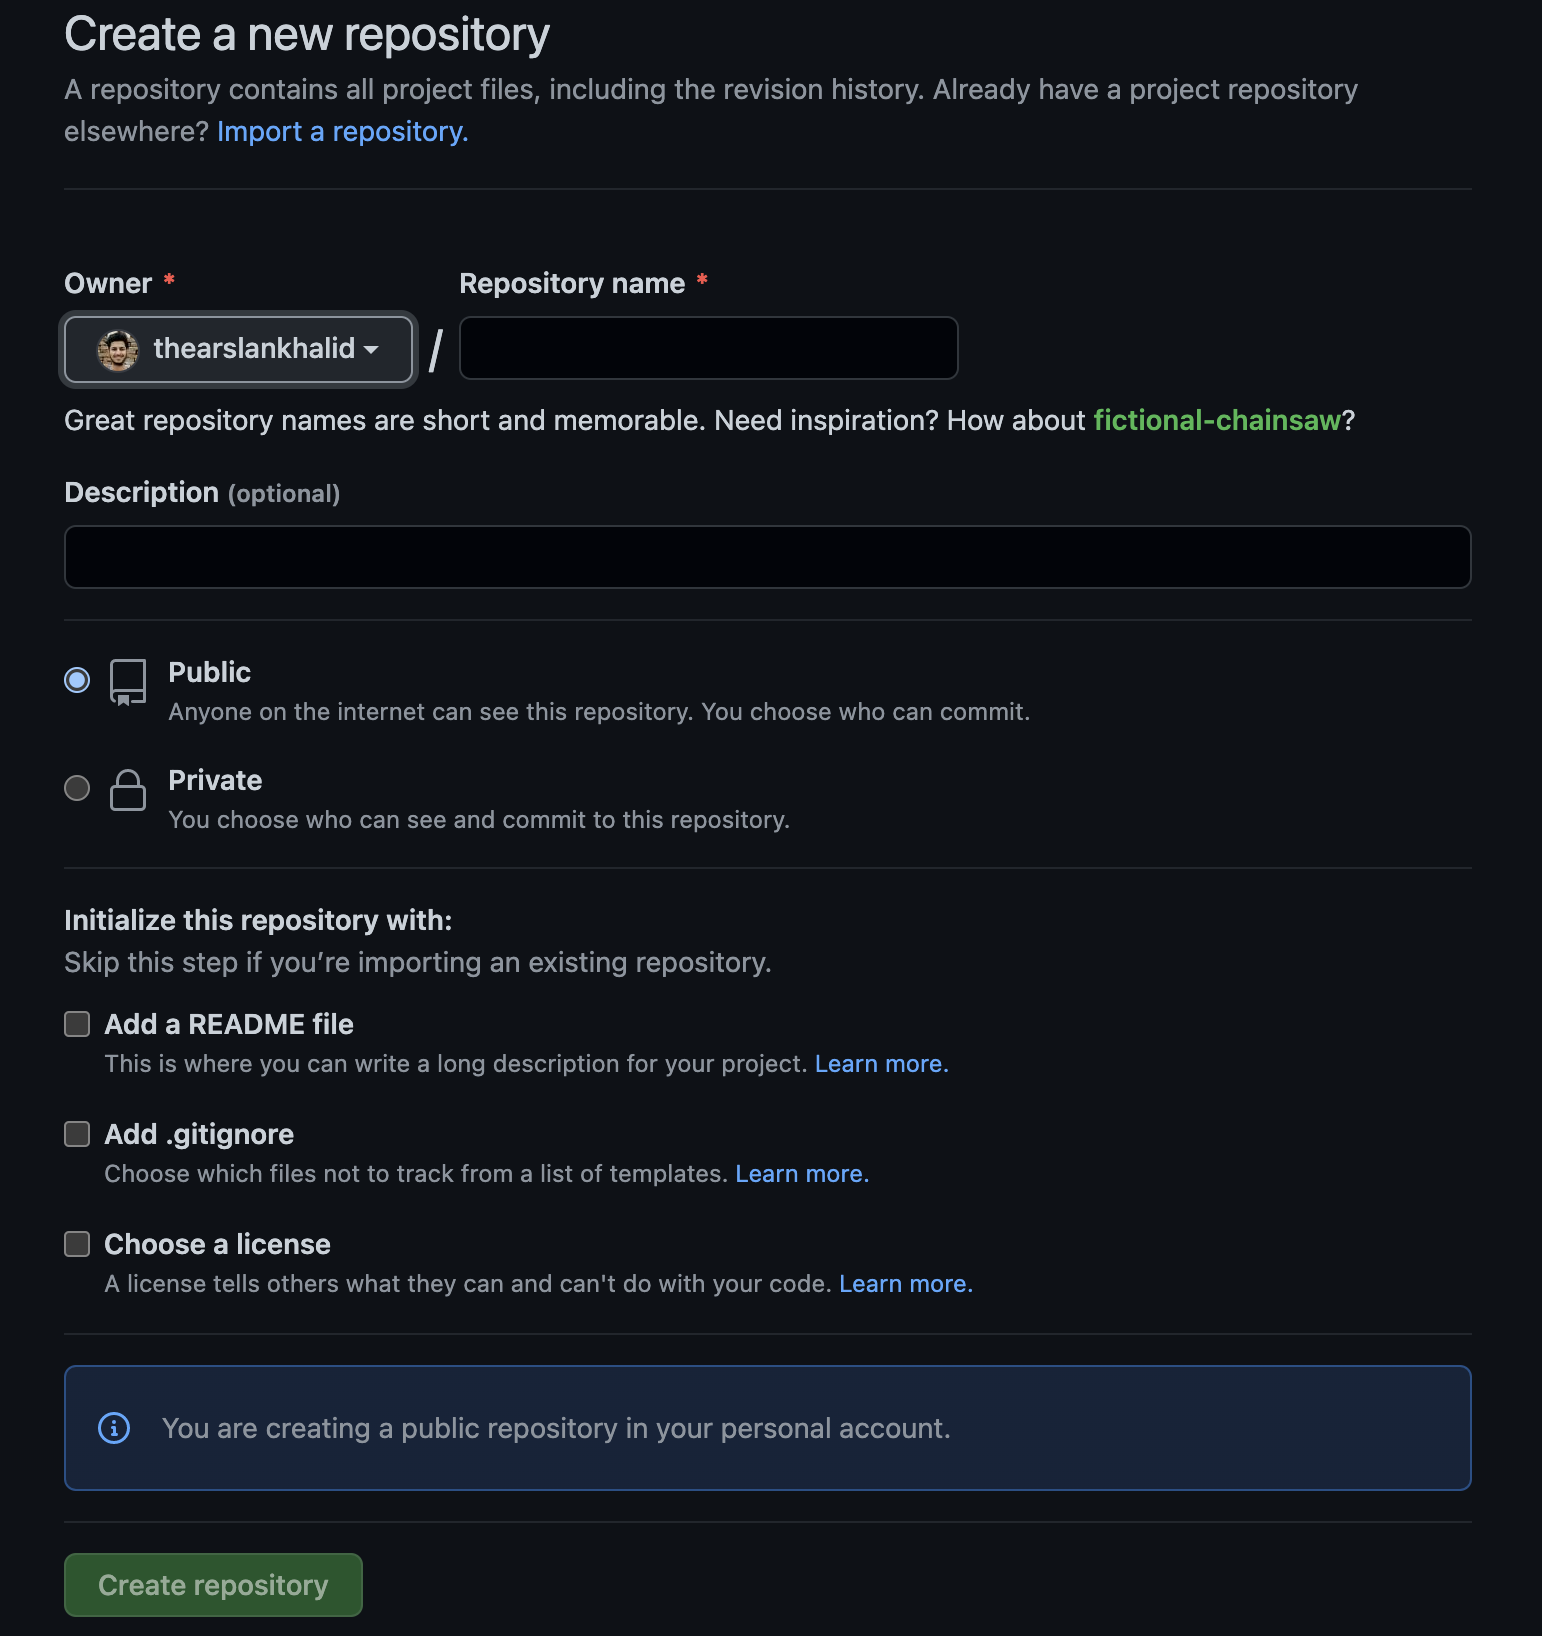 Create a new repository
A repository contains all project files, including the revision history. Already have a project repository
elsewhere? Import a repository.
Owner *
Repository name *
thearslankhalid
/
Great repository names are short and memorable. Need inspiration? How about fictional-chainsaw?
Description (optional)
Public
Anyone on the internet can see this repository. You choose who can commit.
Private
You choose who can see and commit to this repository.
Initialize this repository with:
Skip this step if you’re importing an existing repository.
Add a README file
This is where you can write a long description for your project. Learn more.
Add .gitignore
Choose which files not to track from a list of templates. Learn more.
Choose a license
A license tells others what they can and can't do with your code. Learn more.
You are creating a public repository in your personal account.
Create repository